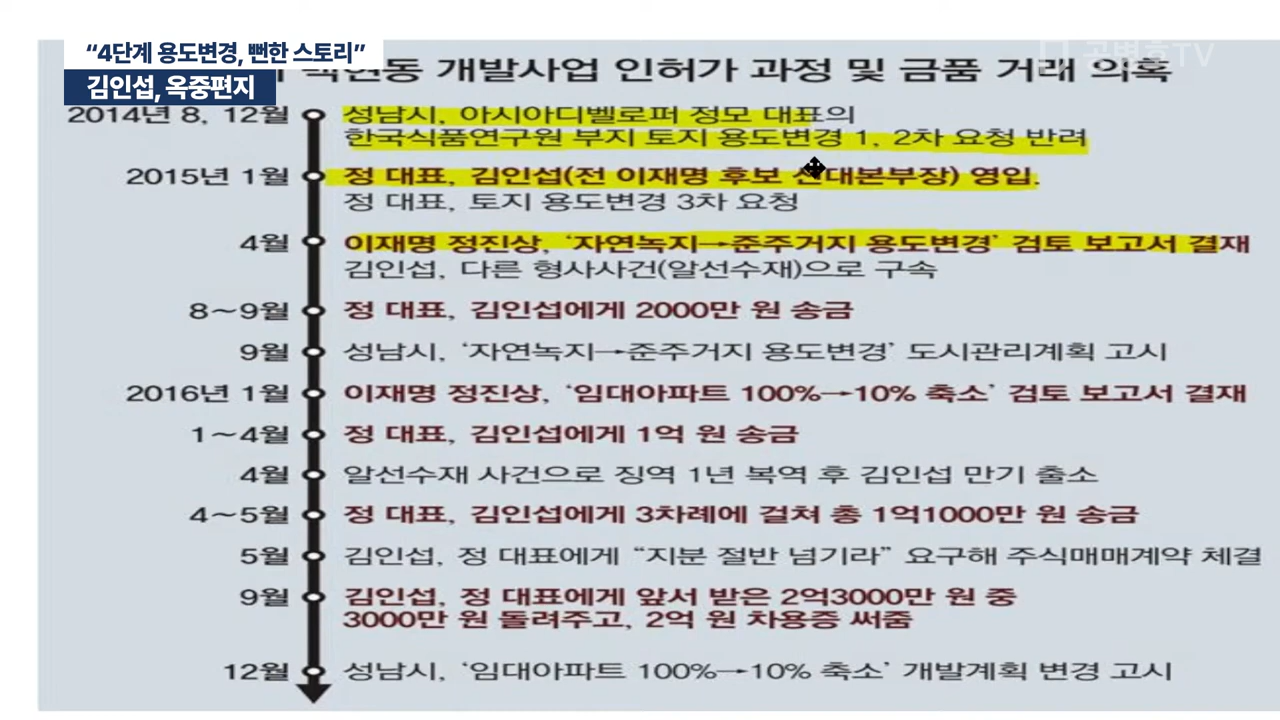 “4단계 용도변경, 뻔한 스토리”
김인섭, 옥중편지
공병호TV
백현동 개발사업 인허가 과정 및 금품 거래 의혹
2014년 8, 12월 성남시, 아시아디벨로퍼 정모 대표의
한국식품연구원 부지 토지 용도변경 1, 2차 요청 반려
2015년 1월 정 대표, 김인섭(전 이재명 후보 선대본부장) 영입.
정 대표, 토지 용도변경 3차 요청
4월 이재명 정진상, ‘자연녹지→준주거지 용도변경’ 검토 보고서 결재
김인섭, 다른 형사사건(알선수재)으로 구속
8~9월 정 대표, 김인섭에게 2000만 원 송금
9월 성남시, ‘자연녹지→준주거지 용도변경’ 도시관리계획 고시
2016년 1월 이재명 정진상, ‘임대아파트 100%→10% 축소’ 검토 보고서 결재
1~4월 정 대표, 김인섭에게 1억 원 송금
4월 알선수재 사건으로 징역 1년 복역 후 김인섭 만기 출소
4~5월 정 대표, 김인섭에게 3차례에 걸쳐 총 1억1000만 원 송금
5월 김인섭, 정 대표에게 “지분 절반 넘기라” 요구해 주식매매계약 체결
9월 김인섭, 정 대표에게 앞서 받은 2억3000만 원 중
3000만 원 돌려주고, 2억 원 차용증 써줌
12월 성남시, ‘임대아파트 100%→10% 축소’ 개발계획 변경 고시